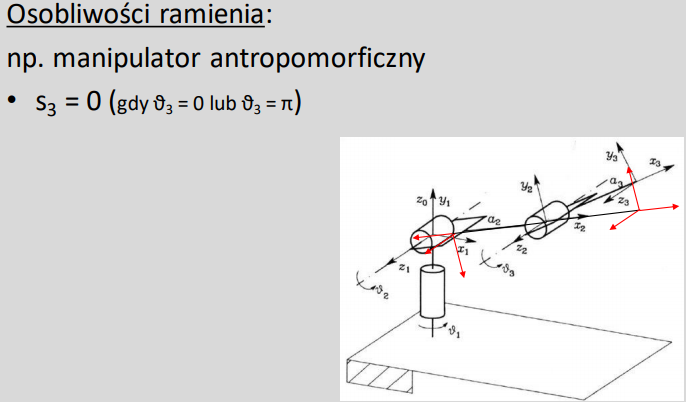 Osobliwości ramienia:
np. manipulator antropomorficzny
• s₃ = 0 (gdy ϑ₃ = 0 lub ϑ₃ = π)
y₃
x₃
a₃
z₃
y₂
x₂
z₂
ϑ₃
z₀ y₁
a₂
x₁
z₁
ϑ₂
ϑ₁